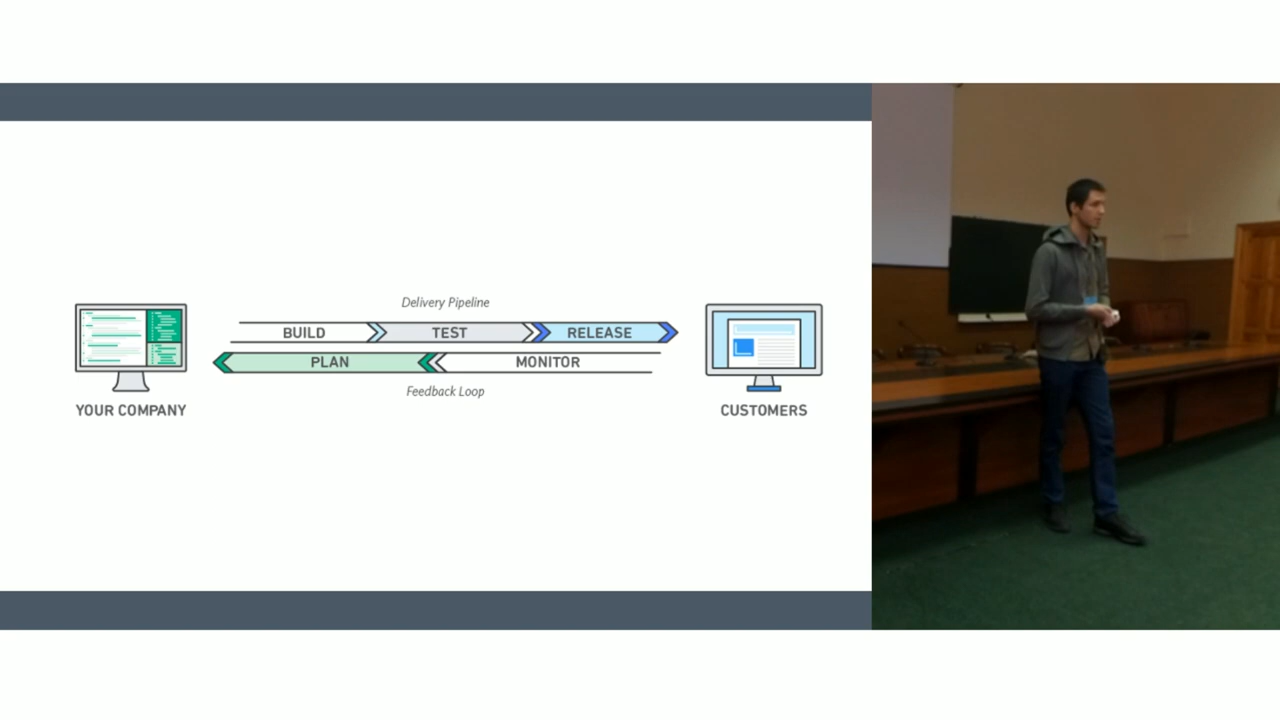 Delivery Pipeline
BUILD TEST RELEASE
PLAN MONITOR
Feedback Loop
YOUR COMPANY
CUSTOMERS